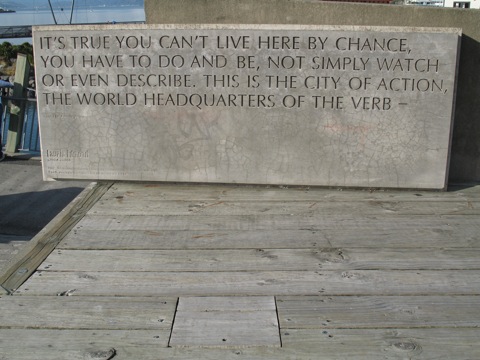 IT'S TRUE YOU CAN'T LIVE HERE BY CHANCE,
YOU HAVE TO DO AND BE, NOT SIMPLY WATCH
OR EVEN DESCRIBE. THIS IS THE CITY OF ACTION,
THE WORLD HEADQUARTERS OF THE VERB –